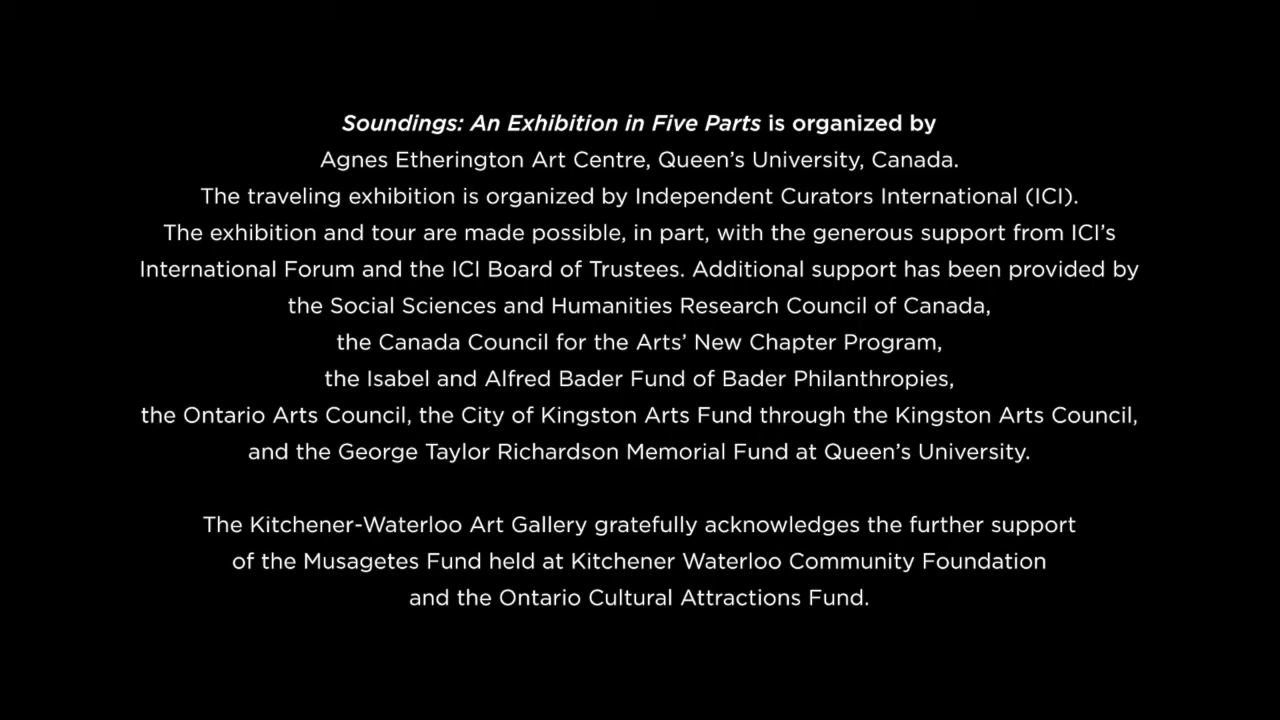 Soundings: An Exhibition in Five Parts is organized by
Agnes Etherington Art Centre, Queen’s University, Canada.
The traveling exhibition is organized by Independent Curators International (ICI).
The exhibition and tour are made possible, in part, with the generous support from ICI’s
International Forum and the ICI Board of Trustees. Additional support has been provided by
the Social Sciences and Humanities Research Council of Canada,
the Canada Council for the Arts’ New Chapter Program,
the Isabel and Alfred Bader Fund of Bader Philanthropies,
the Ontario Arts Council, the City of Kingston Arts Fund through the Kingston Arts Council,
and the George Taylor Richardson Memorial Fund at Queen’s University.
The Kitchener-Waterloo Art Gallery gratefully acknowledges the further support
of the Musagetes Fund held at Kitchener Waterloo Community Foundation
and the Ontario Cultural Attractions Fund.